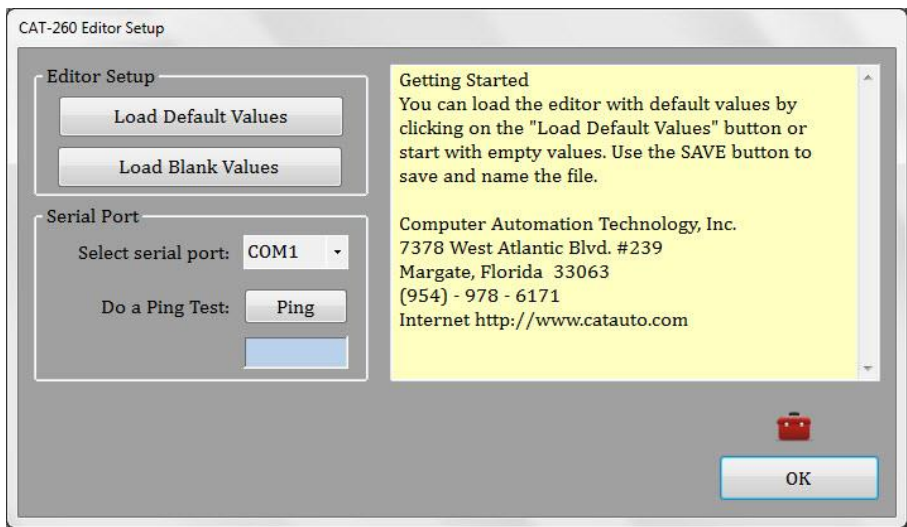 CAT-260 Editor Setup
Editor Setup
Load Default Values
Load Blank Values
Serial Port
Select serial port: COM1
Do a Ping Test: Ping
Getting Started
You can load the editor with default values by
clicking on the "Load Default Values" button or
start with empty values. Use the SAVE button to
save and name the file.
Computer Automation Technology, Inc.
7378 West Atlantic Blvd. #239
Margate, Florida  33063
(954) - 978 - 6171
Internet http://www.catauto.com
OK